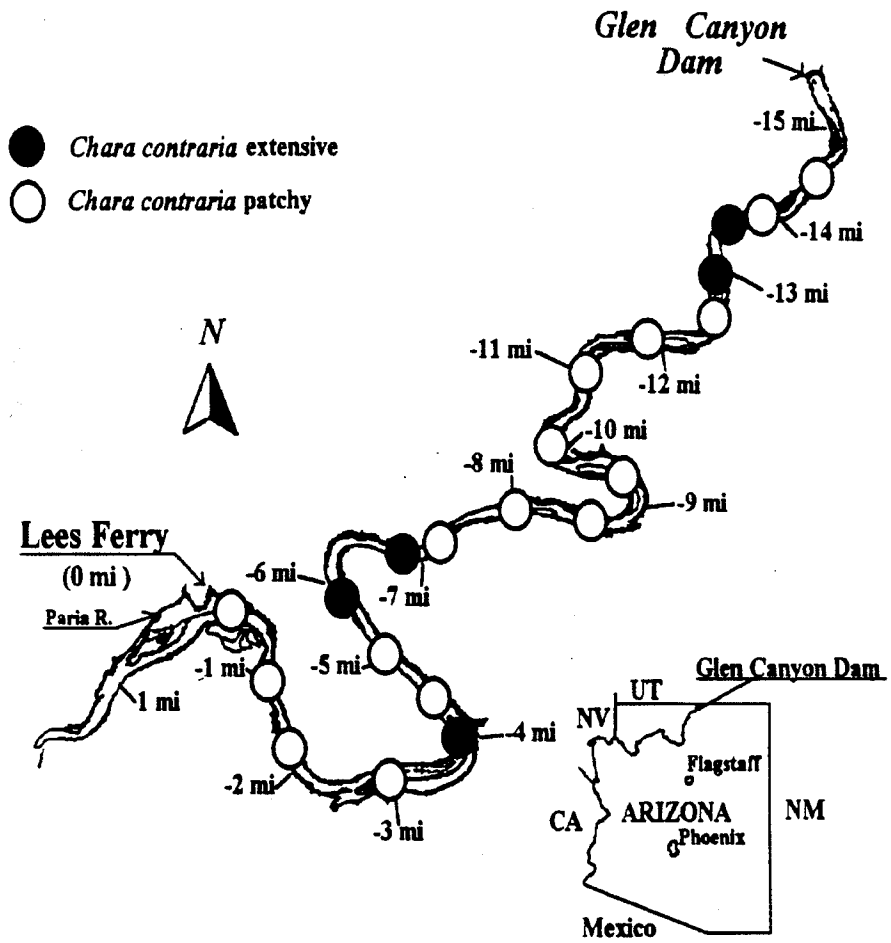 Glen Canyon
Dam
-15 mi
Chara contraria extensive
Chara contraria patchy
-14 mi
-13 mi
N
-11 mi
-12 mi
-10 mi
-8 mi
-9 mi
Lees Ferry
(0 mi)
-6 mi
-7 mi
Paria R.
-1 mi
-5 mi
1 mi
-4 mi
-2 mi
-3 mi
Glen Canyon Dam
UT
NV
Flagstaff
CA
ARIZONA
NM
Phoenix
Mexico